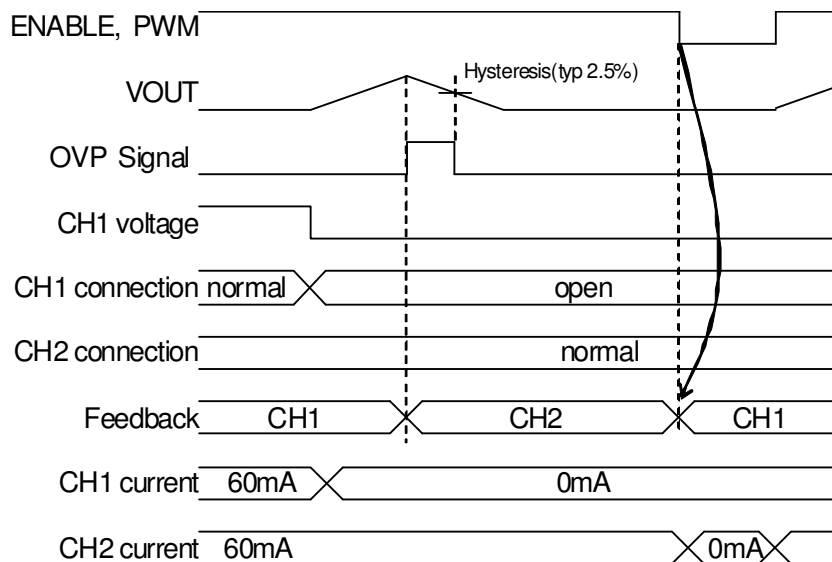 ENABLE, PWM
Hysteresis(typ 2.5%)
VOUT
OVP Signal
CH1 voltage
CH1 connection normal open
CH2 connection normal
Feedback CH1 CH2 CH1
CH1 current 60mA 0mA
CH2 current 60mA 0mA